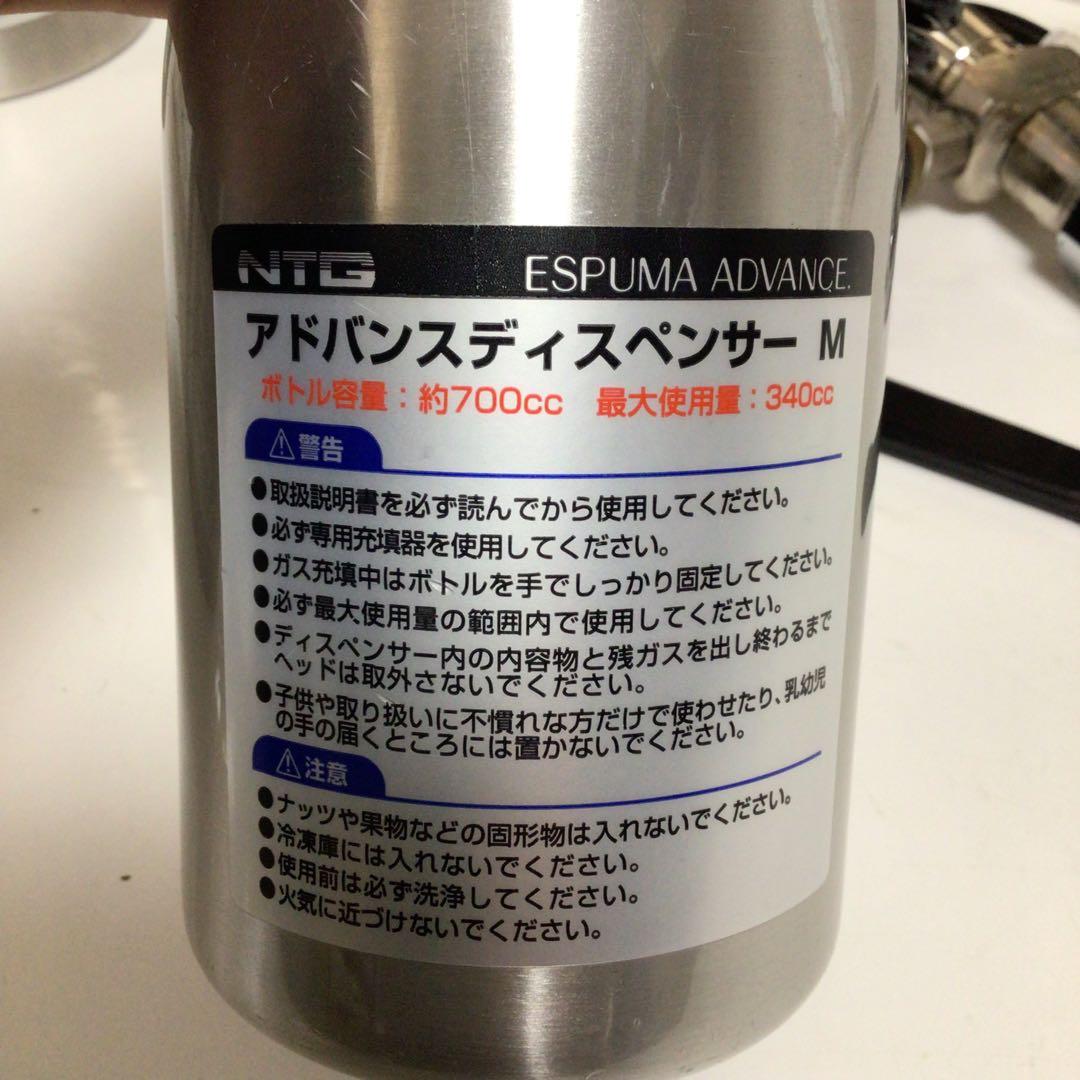 NTG ESPUMA ADVANCE.
アドバンスディスペンサー M
ボトル容量：約700cc 最大使用量：340cc
⚠警告
●取扱説明書を必ず読んでから使用してください。
●必ず専用充填器を使用してください。
●ガス充填中はボトルを手でしっかり固定してください。
●必ず最大使用量の範囲内で使用してください。
●ディスペンサー内の内容物と残ガスを出し終わるまで
ヘッドは取外さないでください。
●子供や取り扱いに不慣れな方だけで使わせたり、乳幼児
の手の届くところには置かないでください。
⚠注意
●ナッツや果物などの固形物は入れないでください。
●冷凍庫には入れないでください。
●使用前は必ず洗浄してください。
●火気に近づけないでください。